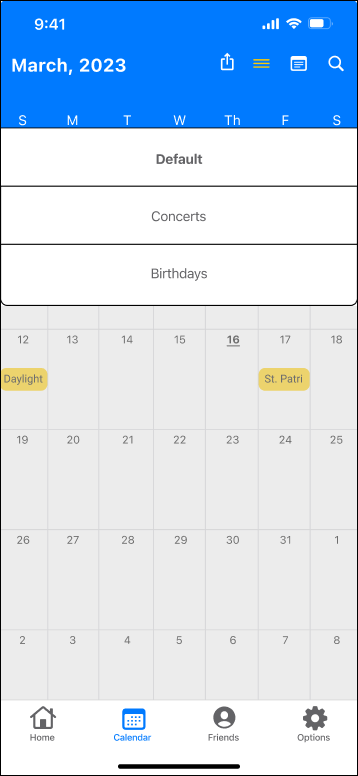 9:41
March, 2023
S M T W Th F S
Default
Concerts
Birthdays
12 13 14 15 16 17 18
Daylight St. Patri
19 20 21 22 23 24 25
26 27 28 29 30 31 1
2 3 4 5 6 7 8
Home Calendar Friends Options